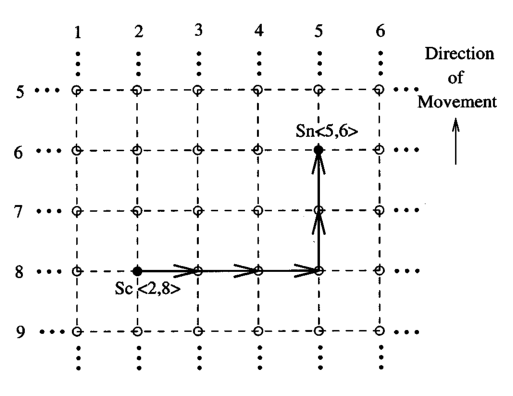 1 2 3 4 5 6
Direction
of
Movement
5
Sn<5,6>
6
7
8
Sc <2,8>
9